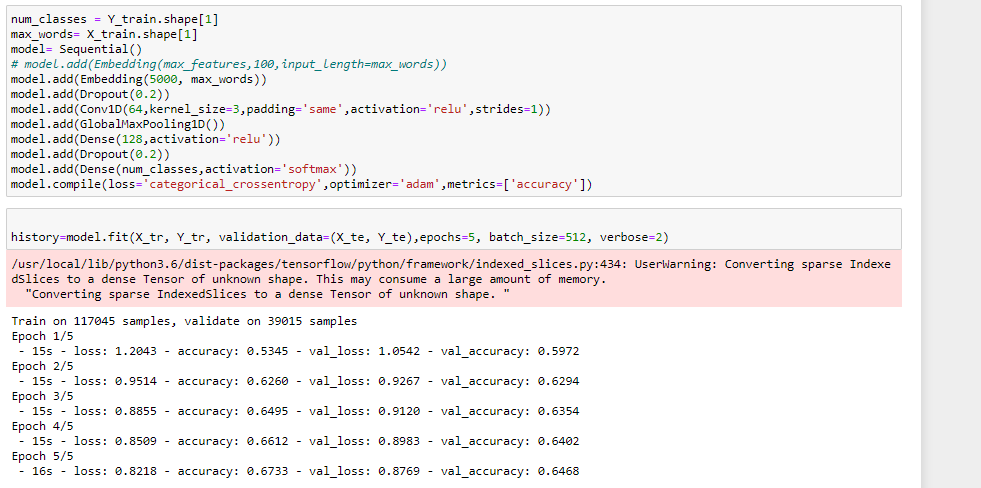 num_classes = Y_train.shape[1]
max_words= X_train.shape[1]
model= Sequential()
# model.add(Embedding(max_features,100,input_length=max_words))
model.add(Embedding(5000, max_words))
model.add(Dropout(0.2))
model.add(Conv1D(64,kernel_size=3,padding='same',activation='relu',strides=1))
model.add(GlobalMaxPooling1D())
model.add(Dense(128,activation='relu'))
model.add(Dropout(0.2))
model.add(Dense(num_classes,activation='softmax'))
model.compile(loss='categorical_crossentropy',optimizer='adam',metrics=['accuracy'])
history=model.fit(X_tr, Y_tr, validation_data=(X_te, Y_te),epochs=5, batch_size=512, verbose=2)
/usr/local/lib/python3.6/dist-packages/tensorflow/python/framework/indexed_slices.py:434: UserWarning: Converting sparse Indexe
dSlices to a dense Tensor of unknown shape. This may consume a large amount of memory.
"Converting sparse IndexedSlices to a dense Tensor of unknown shape. "
Train on 117045 samples, validate on 39015 samples
Epoch 1/5
- 15s - loss: 1.2043 - accuracy: 0.5345 - val_loss: 1.0542 - val_accuracy: 0.5972
Epoch 2/5
- 15s - loss: 0.9514 - accuracy: 0.6260 - val_loss: 0.9267 - val_accuracy: 0.6294
Epoch 3/5
- 15s - loss: 0.8855 - accuracy: 0.6495 - val_loss: 0.9120 - val_accuracy: 0.6354
Epoch 4/5
- 15s - loss: 0.8509 - accuracy: 0.6612 - val_loss: 0.8983 - val_accuracy: 0.6402
Epoch 5/5
- 16s - loss: 0.8218 - accuracy: 0.6733 - val_loss: 0.8769 - val_accuracy: 0.6468